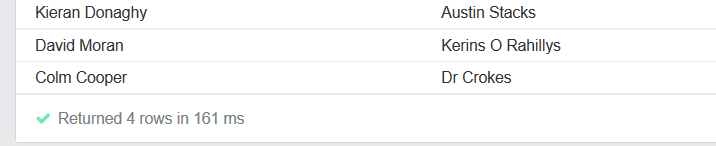 Kieran Donaghy Austin Stacks
David Moran Kerins O Rahillys
Colm Cooper Dr Crokes
Returned 4 rows in 161 ms